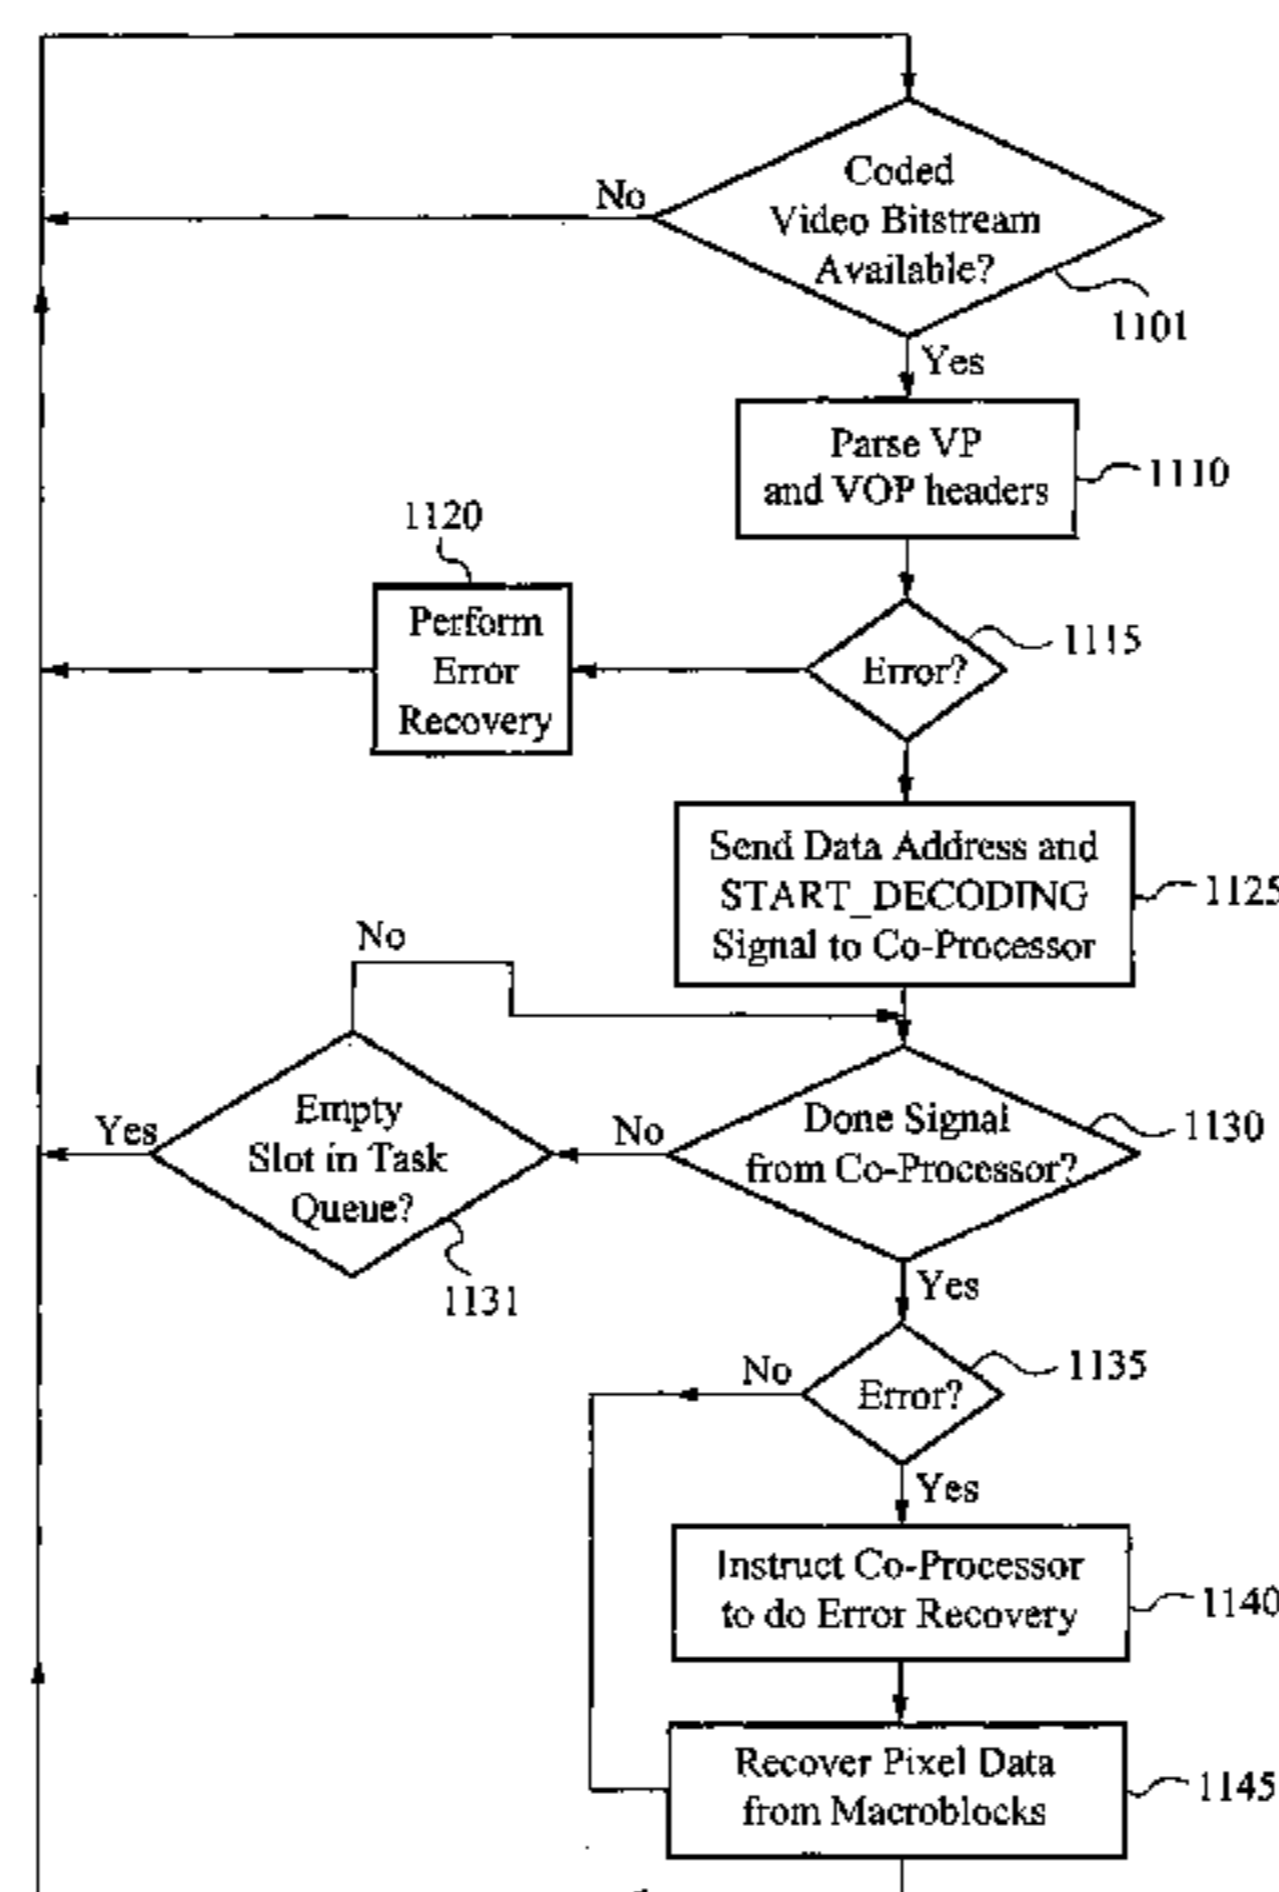 Coded
Video Bitstream
Available?
No
1101
Yes
Parse VP
and VOP headers
1110
1120
Perform
Error
Recovery
Error?
1115
Send Data Address and
START_DECODING
Signal to Co-Processor
1125
No
Empty
Slot in Task
Queue?
Yes
1131
No
Done Signal
from Co-Processor?
1130
Yes
No
Error?
1135
Yes
Instruct Co-Processor
to do Error Recovery
1140
Recover Pixel Data
from Macroblocks
1145